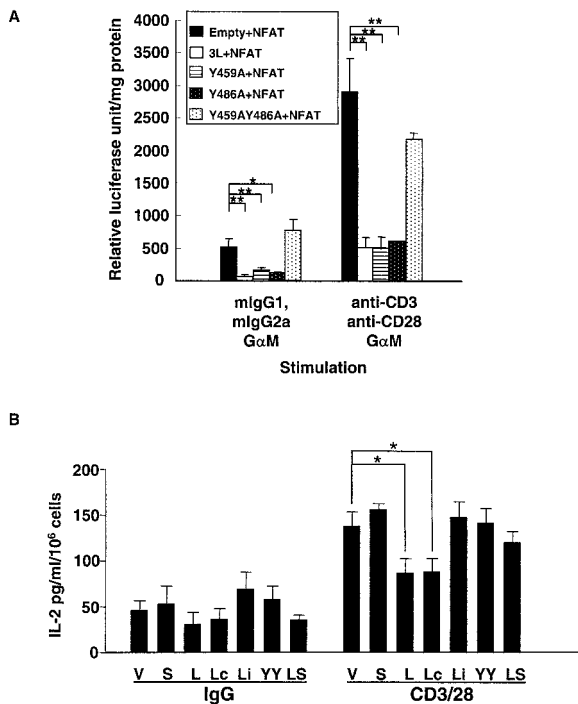 A
Relative luciferase unit/mg protein
4000
3500
3000
2500
2000
1500
1000
500
0
Empty+NFAT
3L+NFAT
Y459A+NFAT
Y486A+NFAT
Y459AY486A+NFAT
*
**
**
**
**
**
mIgG1,
mIgG2a
GαM
anti-CD3
anti-CD28
GαM
Stimulation
B
IL-2 pg/ml/10⁶ cells
200
150
100
50
0
*
*
V S L Lc Li YY LS
IgG
V S L Lc Li YY LS
CD3/28